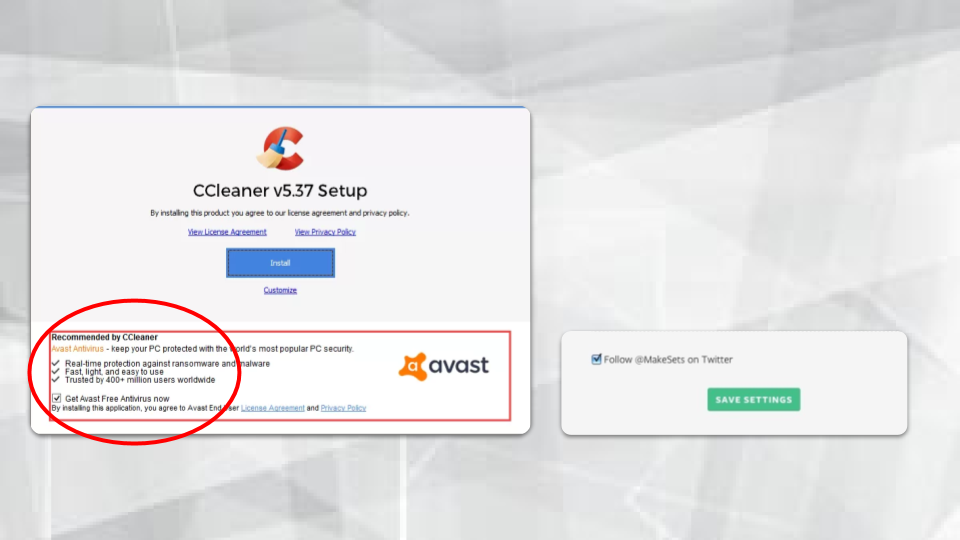 CCleaner v5.37 Setup
By installing this product you agree to our license agreement and privacy policy.
View License Agreement View Privacy Policy
Install
Customize
Recommended by CCleaner
Avast Antivirus - keep your PC protected with the world's most popular PC security.
Real-time protection against ransomware and malware
Fast, light, and easy to use
Trusted by 400+ million users worldwide
avast
Get Avast Free Antivirus now
By installing this application, you agree to Avast End User License Agreement and Privacy Policy
Follow @MakeSets on Twitter
SAVE SETTINGS